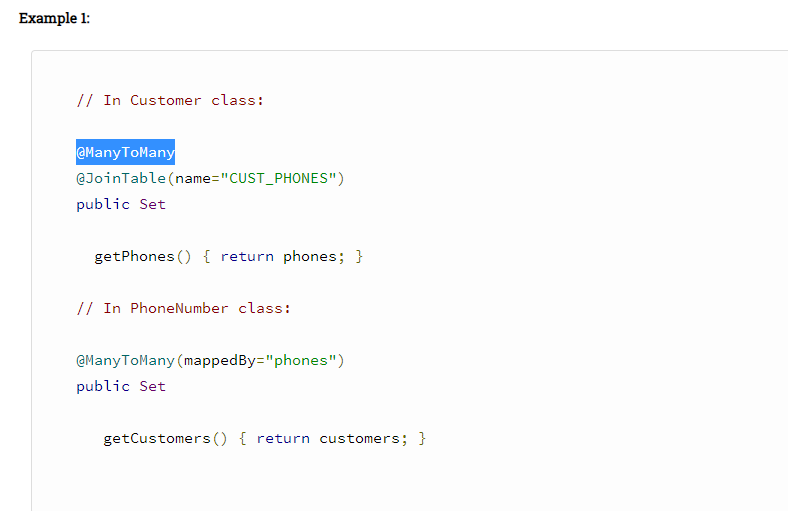 Example 1:
// In Customer class:
@ManyToMany
@JoinTable(name="CUST_PHONES")
public Set
getPhones() { return phones; }
// In PhoneNumber class:
@ManyToMany(mappedBy="phones")
public Set
getCustomers() { return customers; }